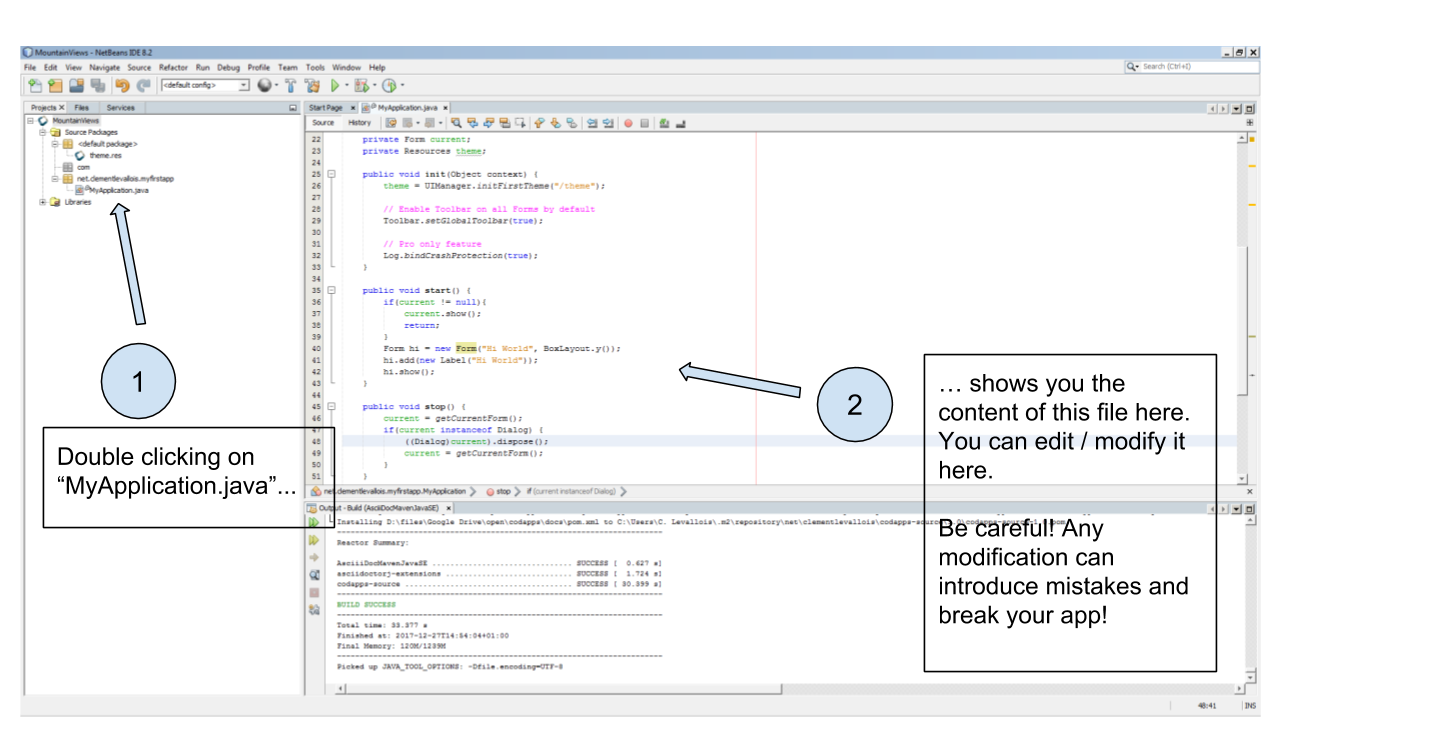 MountainViews - NetBeans IDE 8.2
File Edit View Navigate Source Refactor Run Debug Profile Team Tools Window Help
Search (Ctrl+I)
<default config>
Projects X Files Services
MountainViews
Source Packages
<default package>
theme.res
com
net.clementlevallois.myfirstapp
MyApplication.java
Libraries
1
Double clicking on
“MyApplication.java”...
Start Page x MyApplication.java x
Source History
22 private Form current;
23 private Resources theme;
24
25 public void init(Object context) {
26 theme = UIManager.initFirstTheme("/theme");
27
28 // Enable Toolbar on all Forms by default
29 Toolbar.setGlobalToolbar(true);
30
31 // Pro only feature
32 Log.bindCrashProtection(true);
33 }
34
35 public void start() {
36 if(current != null){
37 current.show();
38 return;
39 }
40 Form hi = new Form("Hi World", BoxLayout.y());
41 hi.add(new Label("Hi World"));
42 hi.show();
43 }
44
45 public void stop() {
46 current = getCurrentForm();
47 if(current instanceof Dialog) {
48 ((Dialog)current).dispose();
49 current = getCurrentForm();
50 }
51 }
2
… shows you the
content of this file here.
You can edit / modify it
here.
Be careful! Any
modification can
introduce mistakes and
break your app!
net.clementlevallois.myfirstapp.MyApplication stop if (current instanceof Dialog)
Output - Build (AsciiDocMavenJavaSE) x
Installing D:\files\Google Drive\open\codapps\docs\pom.xml to C:\Users\C. Levallois\.m2\repository\net\clementlevallois\codapps-source
Reactor Summary:
AsciiiDocMavenJavaSE .............................. SUCCESS [ 0.627 s]
asciidoctorj-extensions ........................... SUCCESS [ 1.724 s]
codapps-source .................................... SUCCESS [ 30.899 s]
BUILD SUCCESS
Total time: 33.377 s
Finished at: 2017-12-27T14:54:04+01:00
Final Memory: 120M/1239M
Picked up JAVA_TOOL_OPTIONS: -Dfile.encoding=UTF-8
48:41 INS